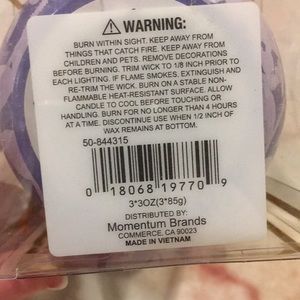 ⚠ WARNING:
BURN WITHIN SIGHT. KEEP AWAY FROM
THINGS THAT CATCH FIRE. KEEP AWAY FROM
CHILDREN AND PETS. REMOVE DECORATIONS
BEFORE BURNING. TRIM WICK TO 1/8 INCH PRIOR TO
EACH LIGHTING. IF FLAME SMOKES, EXTINGUISH AND
RE-TRIM THE WICK. BURN ON A STABLE NON-
FLAMMABLE HEAT-RESISTANT SURFACE. ALLOW
CANDLE TO COOL BEFORE TOUCHING OR
HANDLING. BURN FOR NO LONGER THAN 4 HOURS
AT A TIME. DISCONTINUE USE WHEN 1/2 INCH OF
WAX REMAINS AT BOTTOM.
50-844315
0 18068 19770 9
3*3OZ(3*85g)
DISTRIBUTED BY:
Momentum Brands
COMMERCE, CA 90023
MADE IN VIETNAM